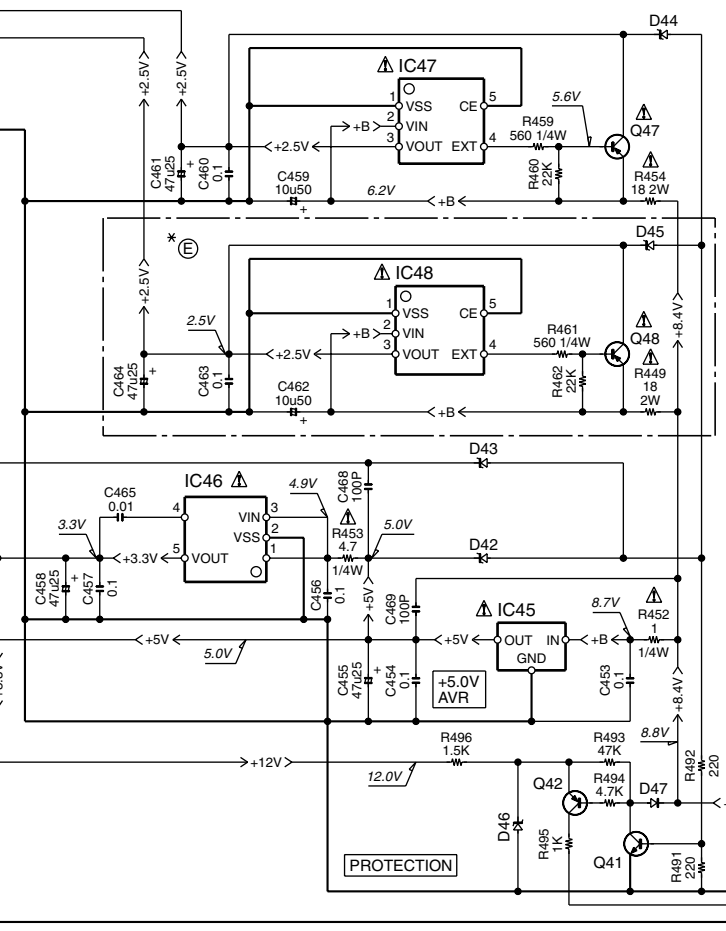 D44
+2.5V
+2.5V
IC47
1
VSS
CE
5
2
VIN
+B
3
VOUT
EXT
4
R459
560 1/4W
5.6V
Q47
C461
47u25
+
C460
0.1
+2.5V
C459
10u50
+
6.2V
+B
R460
22K
R454
18 2W
* E
D45
+2.5V
IC48
1
VSS
CE
5
2
VIN
+B
3
VOUT
EXT
4
2.5V
+2.5V
R461
560 1/4W
Q48
+8.4V
C464
47u25
+
C463
0.1
C462
10u50
+
+B
R462
22K
R449
18
2W
D43
IC46
C465
0.01
4
VIN
3
VSS
2
5
VOUT
1
4.9V
C468
100P
R453
4.7
1/4W
5.0V
D42
3.3V
+3.3V
C458
47u25
+
C457
0.1
C456
0.1
+5V
C469
100P
IC45
OUT
IN
GND
8.7V
R452
1
1/4W
+5V
5.0V
+5V
+B
C455
47u25
+
C454
0.1
+5.0V
AVR
C453
0.1
+8.4V
8.8V
+12V
12.0V
R496
1.5K
R493
47K
R494
4.7K
D47
R492
220
Q42
D46
R495
1K
Q41
R491
220
PROTECTION